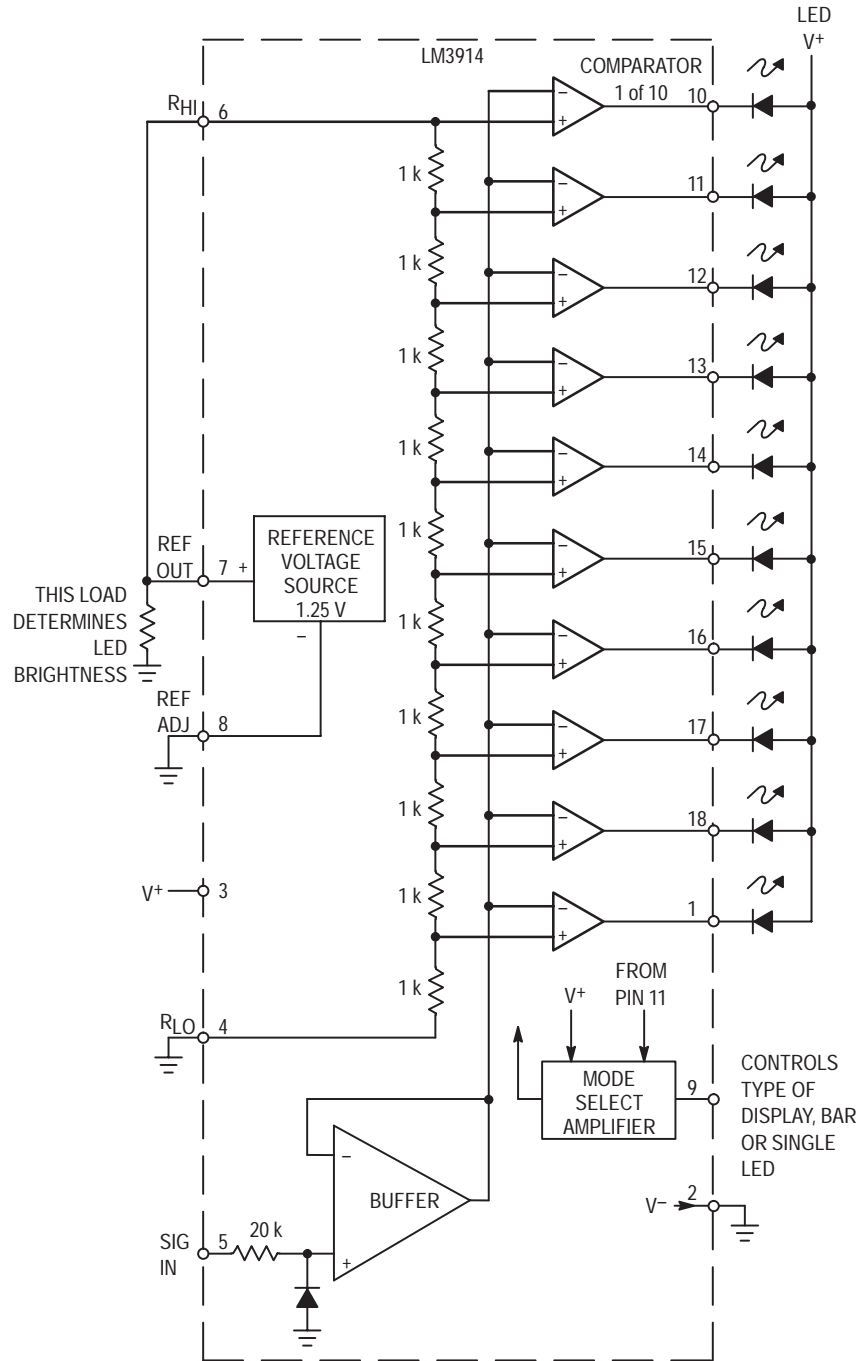 LED
V+
LM3914
COMPARATOR
1 of 10
10
RHI
6
−
+
1 k
11
−
+
1 k
12
−
+
1 k
13
−
+
1 k
14
−
+
1 k
15
−
+
REF
OUT
7
+
REFERENCE
VOLTAGE
SOURCE
1.25 V
−
THIS LOAD
DETERMINES
LED
BRIGHTNESS
1 k
16
−
+
REF
ADJ
8
1 k
17
−
+
1 k
18
−
+
V+
3
1 k
1
−
+
1 k
RLO
4
V+
FROM
PIN 11
MODE
SELECT
AMPLIFIER
9
CONTROLS
TYPE OF
DISPLAY, BAR
OR SINGLE
LED
−
BUFFER
+
V−
2
SIG
IN
5
20 k